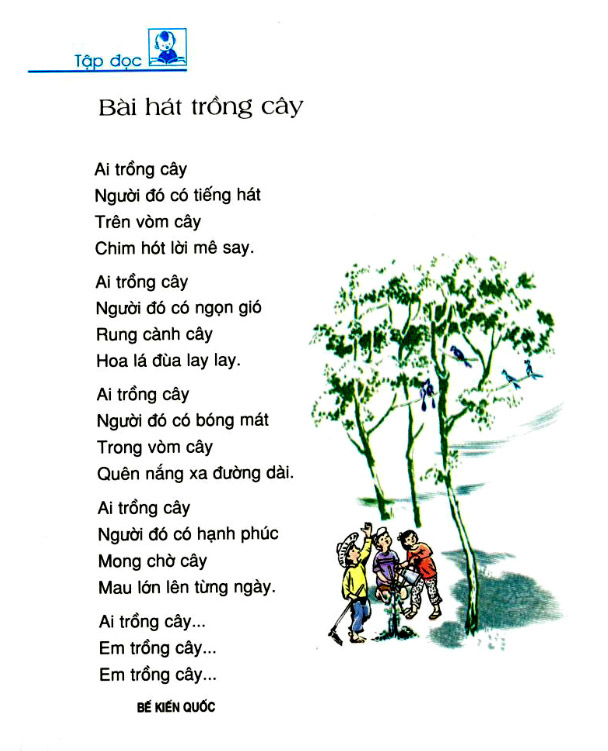 Tập đọc
Bài hát trồng cây
Ai trồng cây
Người đó có tiếng hát
Trên vòm cây
Chim hót lời mê say.
Ai trồng cây
Người đó có ngọn gió
Rung cành cây
Hoa lá đùa lay lay.
Ai trồng cây
Người đó có bóng mát
Trong vòm cây
Quên nắng xa đường dài.
Ai trồng cây
Người đó có hạnh phúc
Mong chờ cây
Mau lớn lên từng ngày.
Ai trồng cây...
Em trồng cây...
Em trồng cây...
BẾ KIẾN QUỐC